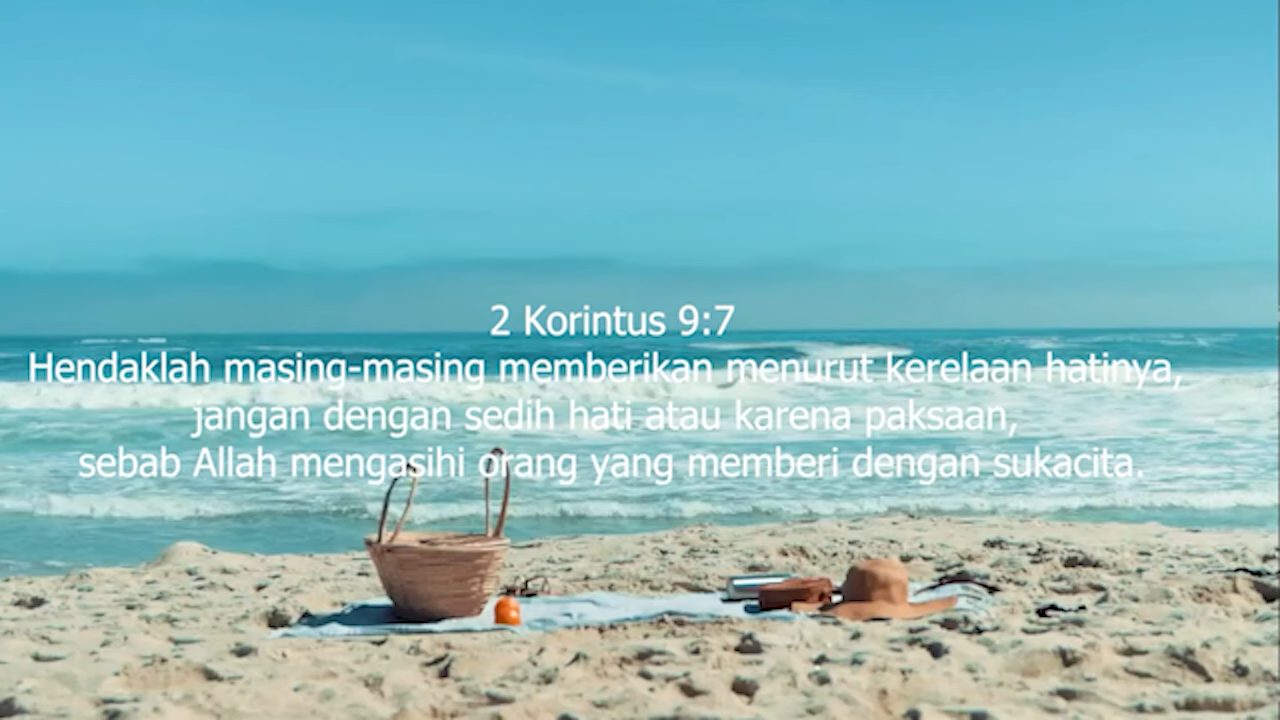 2 Korintus 9:7
Hendaklah masing-masing memberikan menurut kerelaan hatinya,
jangan dengan sedih hati atau karena paksaan,
sebab Allah mengasihi orang yang memberi dengan sukacita.